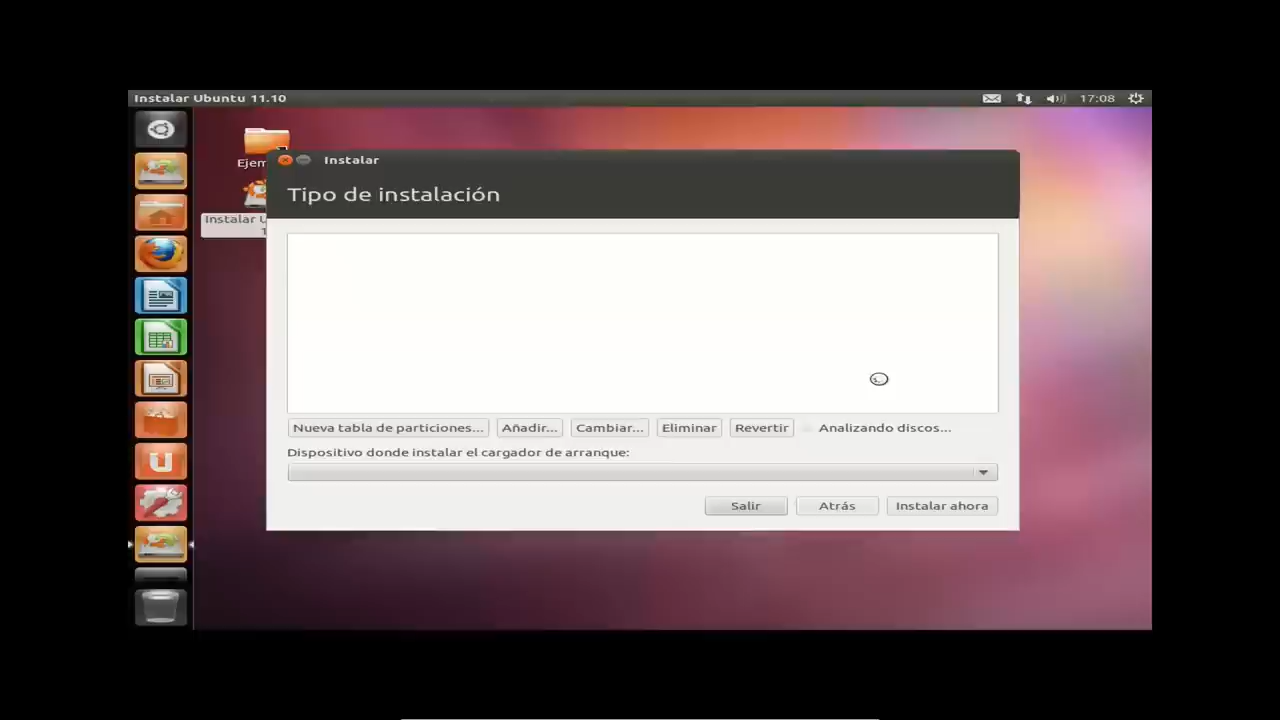 Instalar Ubuntu 11.10
17:08
Ejem
Instalar U
1
Instalar
Tipo de instalación
Nueva tabla de particiones...
Añadir...
Cambiar...
Eliminar
Revertir
Analizando discos...
Dispositivo donde instalar el cargador de arranque:
Salir
Atrás
Instalar ahora